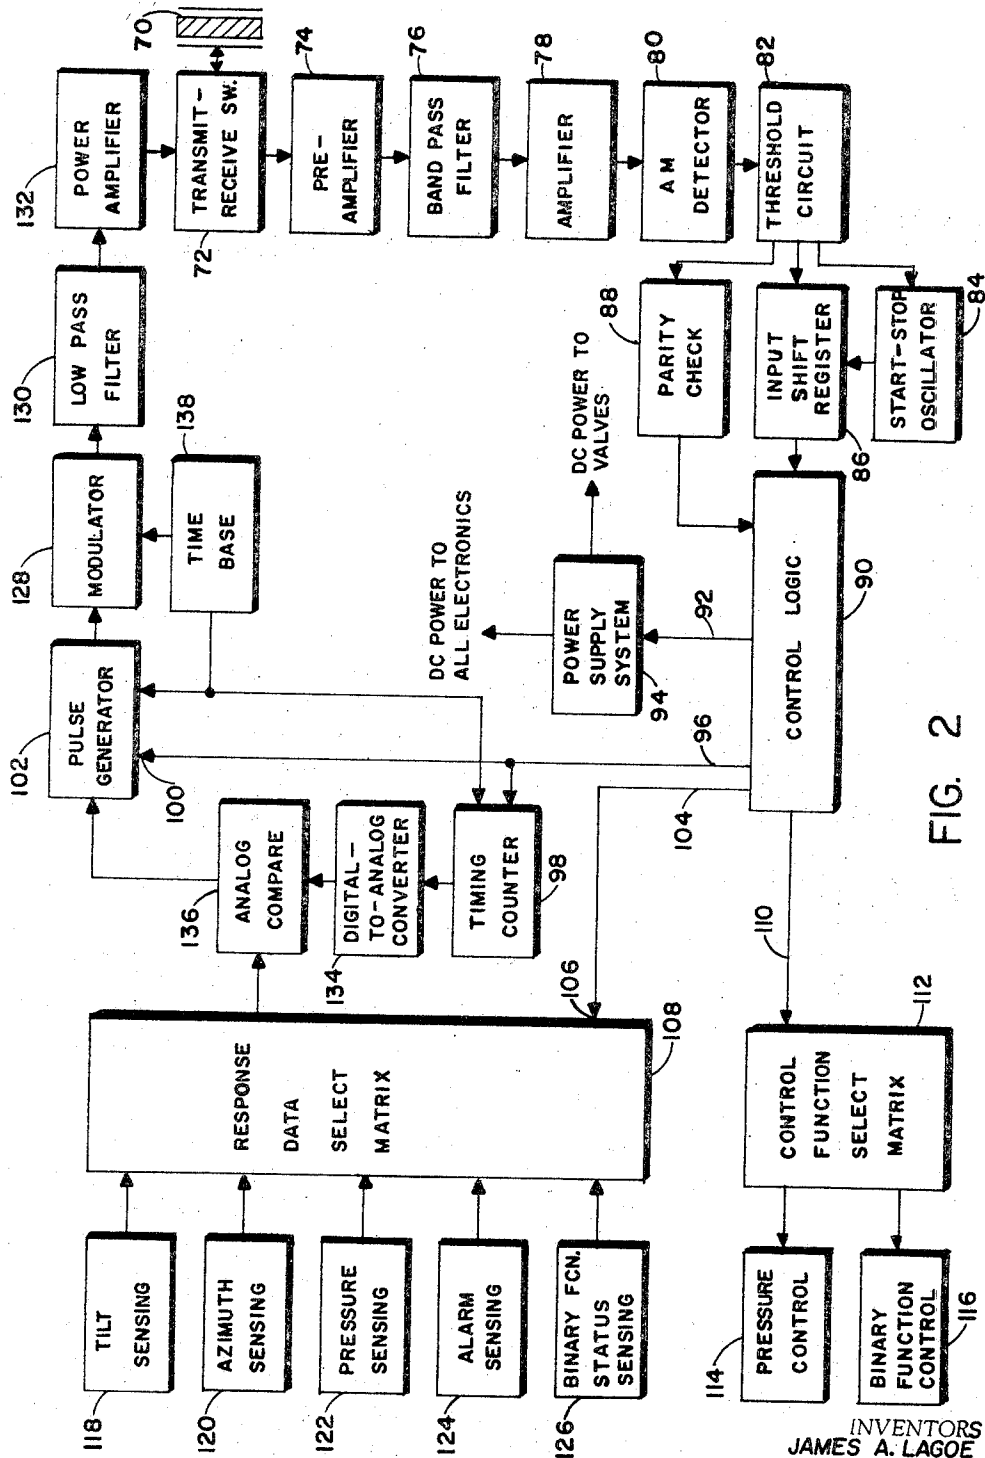 132
POWER
AMPLIFIER
70
TRANSMIT-
RECEIVE SW.
72
74
PRE-
AMPLIFIER
76
BAND PASS
FILTER
78
AMPLIFIER
80
AM
DETECTOR
82
THRESHOLD
CIRCUIT
130
LOW PASS
FILTER
88
PARITY
CHECK
INPUT
SHIFT
REGISTER
86
START-STOP
OSCILLATOR
84
128
MODULATOR
138
TIME
BASE
DC POWER TO
ALL ELECTRONICS
DC POWER TO
VALVES
POWER
SUPPLY
SYSTEM
94
92
CONTROL LOGIC
90
102
PULSE
GENERATOR
100
96
104
136
ANALOG
COMPARE
134
DIGITAL-
TO-ANALOG
CONVERTER
TIMING
COUNTER
98
106
110
RESPONSE
DATA
SELECT
MATRIX
108
112
CONTROL
FUNCTION
SELECT
MATRIX
118
TILT
SENSING
120
AZIMUTH
SENSING
122
PRESSURE
SENSING
124
ALARM
SENSING
126
BINARY FCN.
STATUS
SENSING
114
PRESSURE
CONTROL
BINARY
FUNCTION
CONTROL
116
FIG. 2
INVENTORS
JAMES A. LAGOE